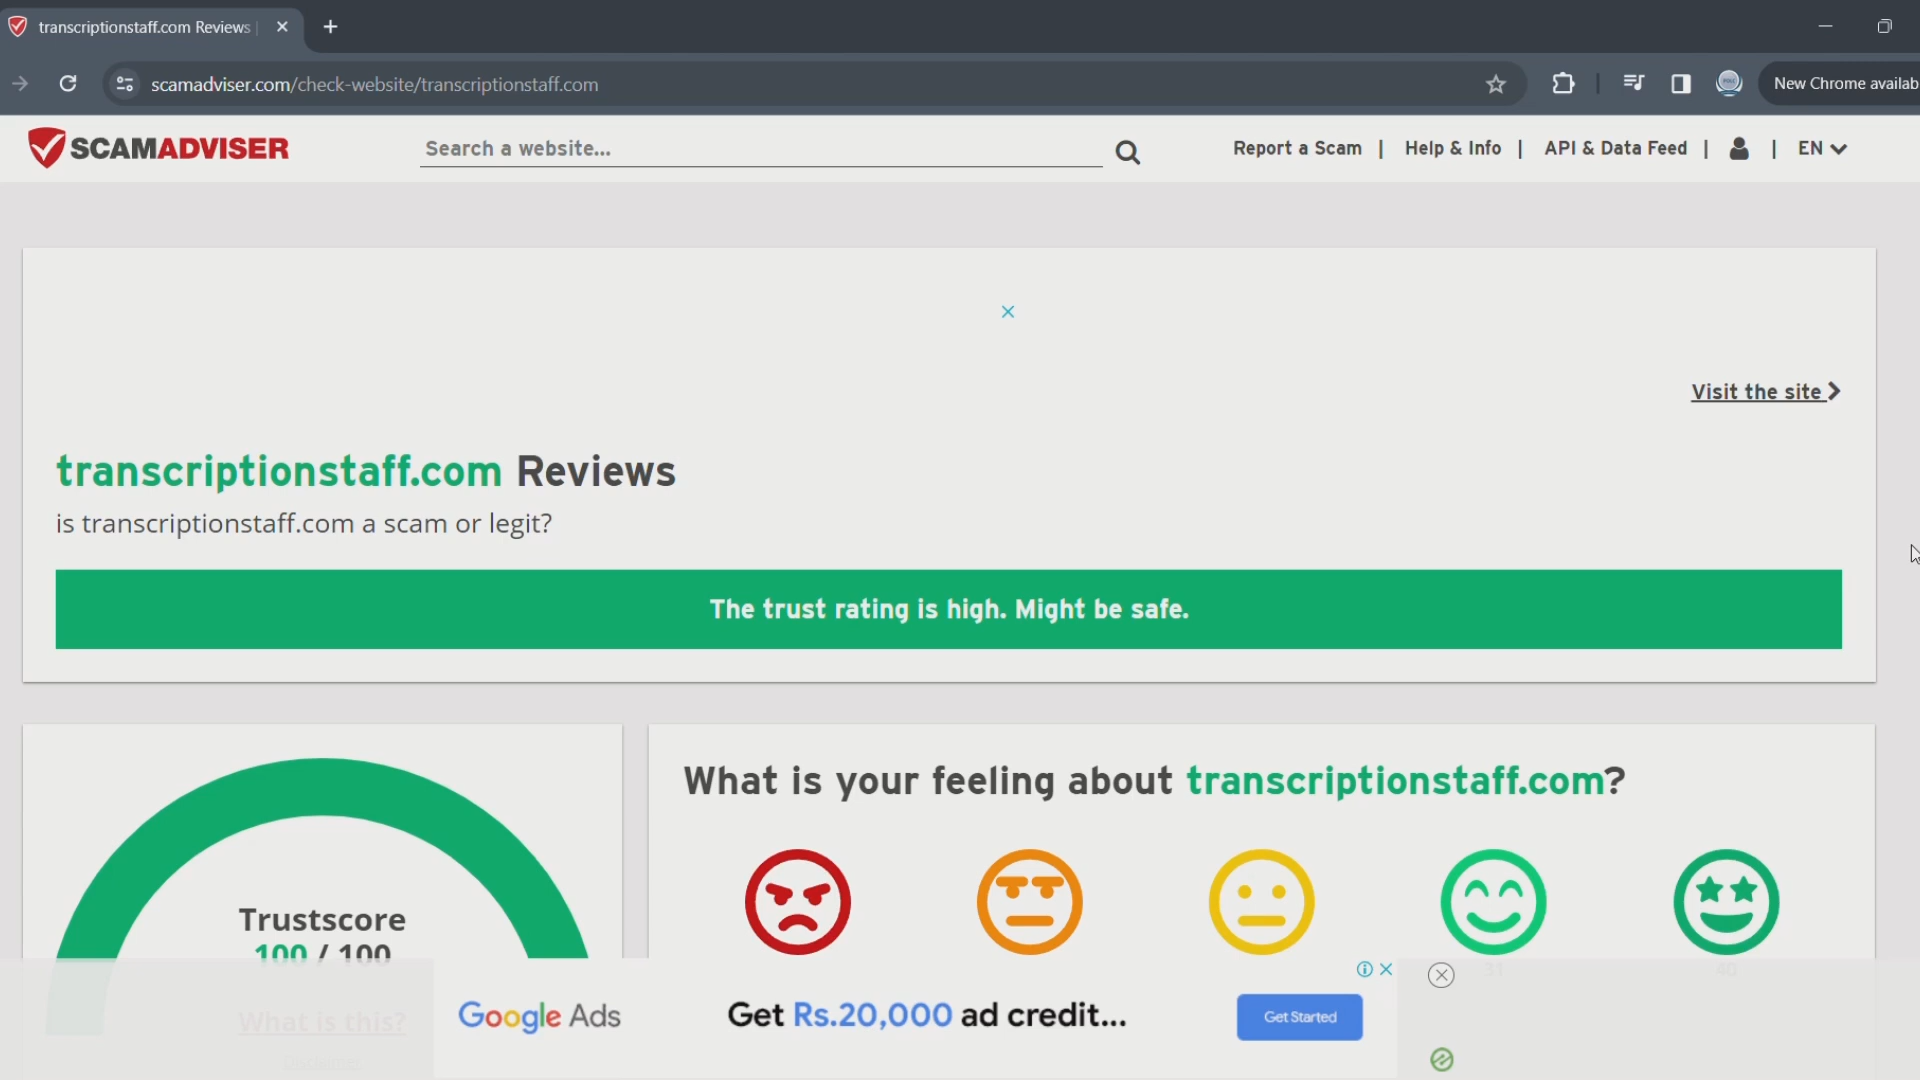 transcriptionstaff.com Reviews
scamadviser.com/check-website/transcriptionstaff.com
New Chrome availab
SCAMADVISER
Search a website...
Report a Scam | Help & Info | API & Data Feed | | EN
Visit the site
transcriptionstaff.com Reviews
is transcriptionstaff.com a scam or legit?
The trust rating is high. Might be safe.
What is your feeling about transcriptionstaff.com?
Trustscore
100 / 100
31
40
What is this?
Google Ads
Get Rs.20,000 ad credit...
Get Started